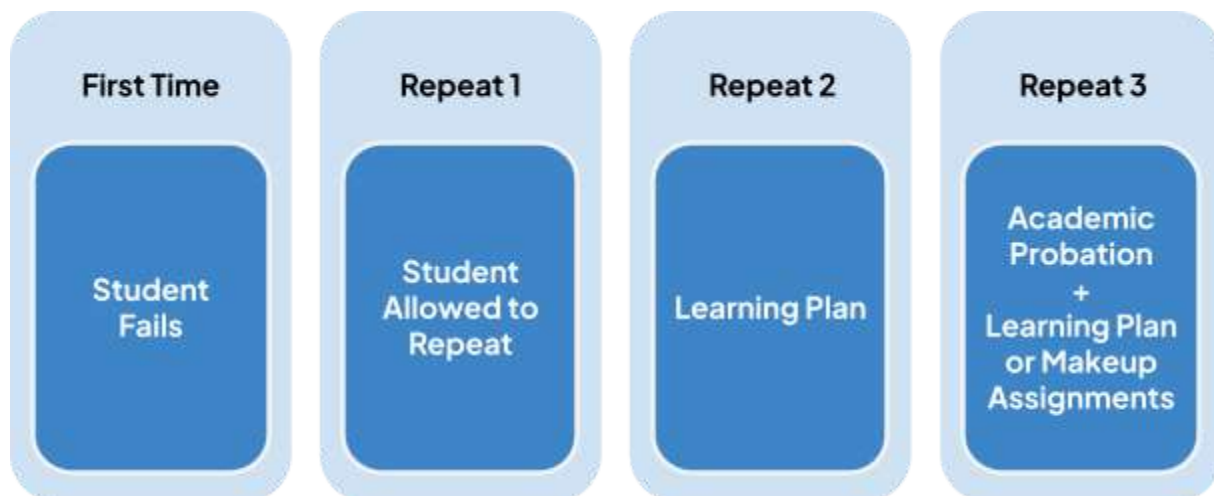 First Time
Student
Fails
Repeat 1
Student
Allowed to
Repeat
Repeat 2
Learning Plan
Repeat 3
Academic
Probation
+
Learning Plan
or Makeup
Assignments